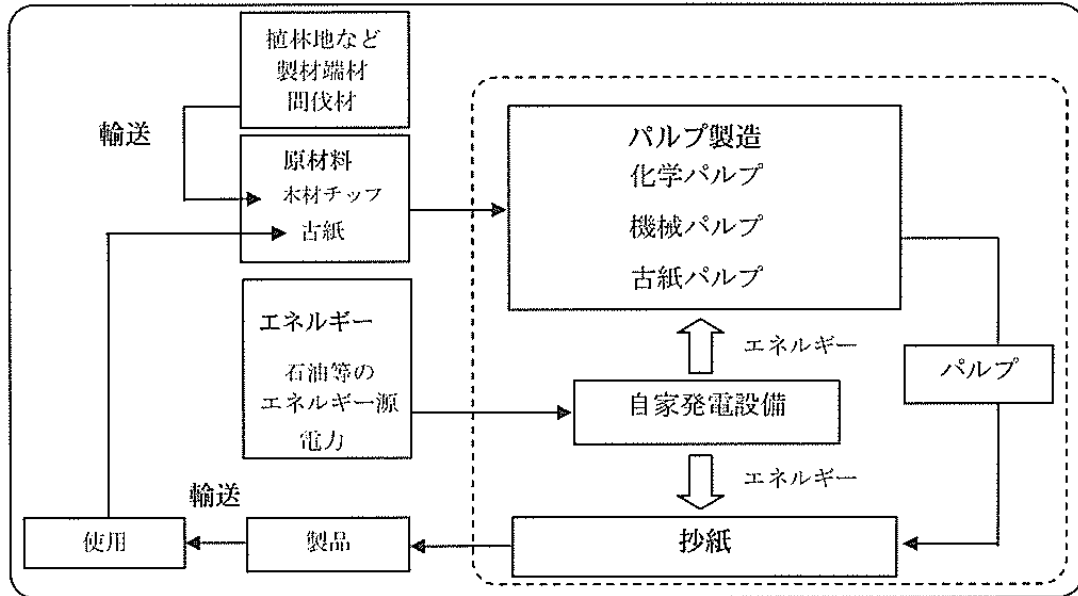 植林地など
製材端材
間伐材
輸送
原材料
木材チップ
古紙
パルプ製造
化学パルプ
機械パルプ
古紙パルプ
エネルギー
石油等の
エネルギー源
電力
エネルギー
自家発電設備
エネルギー
パルプ
輸送
使用
製品
抄紙